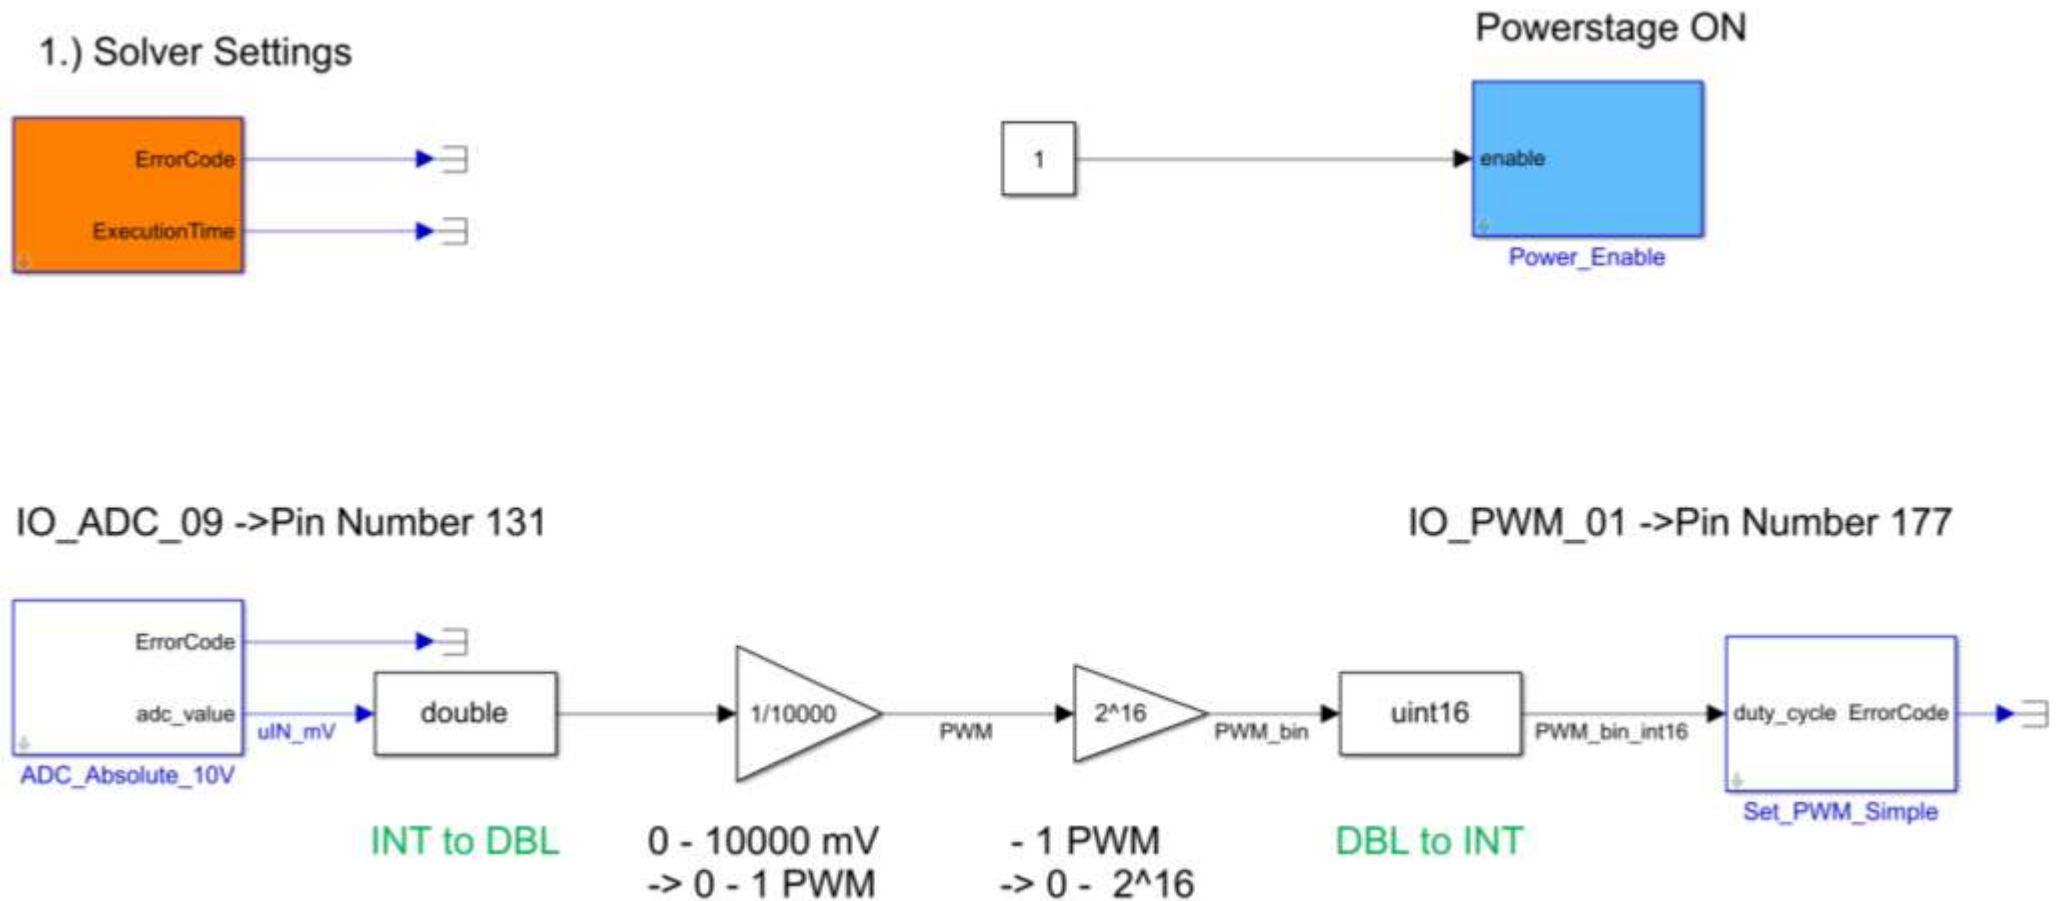 1.) Solver Settings
Powerstage ON
ErrorCode
ExecutionTime
1
enable
Power_Enable
IO_ADC_09 ->Pin Number 131
IO_PWM_01 ->Pin Number 177
ErrorCode
adc_value
uIN_mV
ADC_Absolute_10V
double
1/10000
PWM
2^16
PWM_bin
uint16
PWM_bin_int16
duty_cycle ErrorCode
Set_PWM_Simple
INT to DBL
0 - 10000 mV
-> 0 - 1 PWM
- 1 PWM
-> 0 - 2^16
DBL to INT